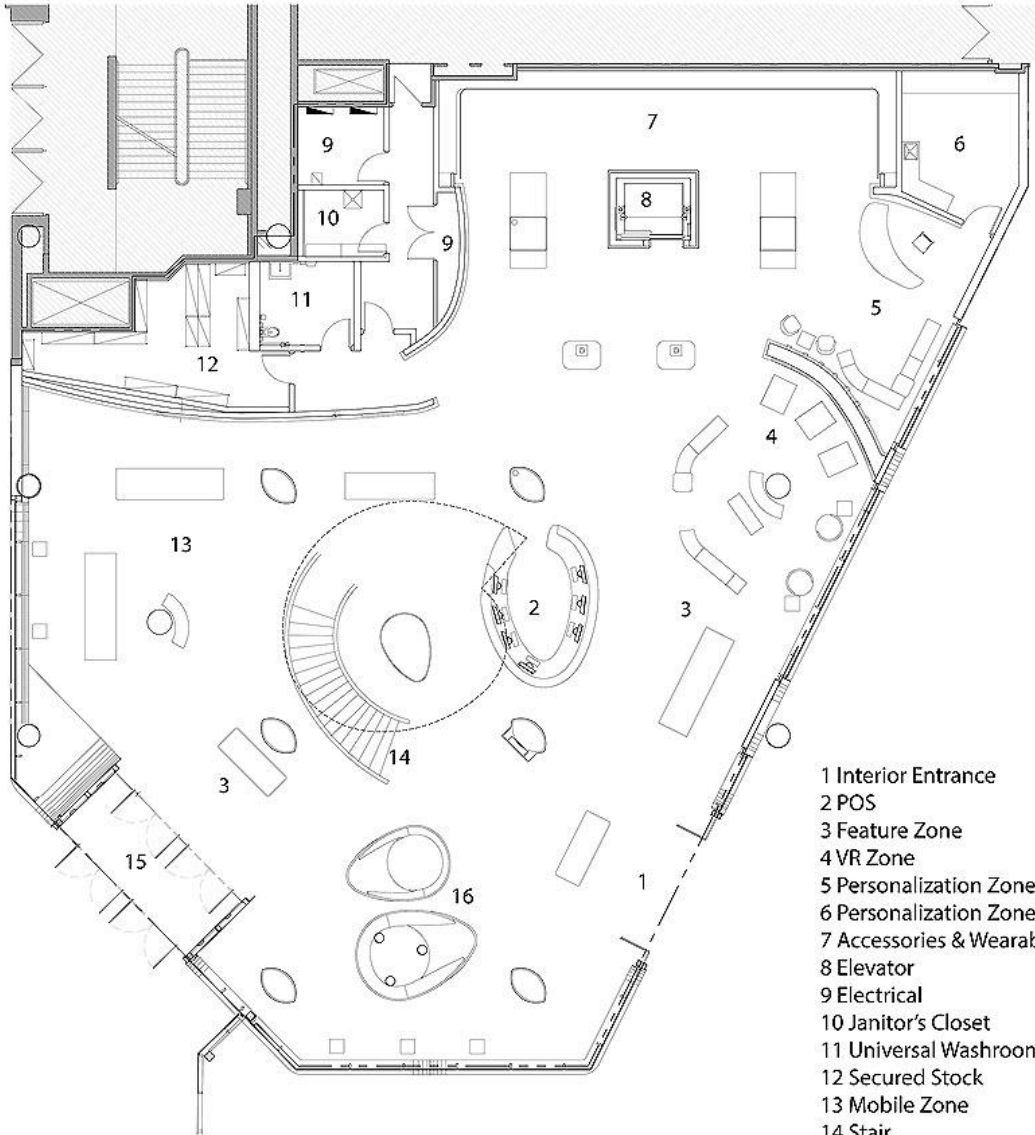 7
9
6
8
10
9
11
5
12
D
D
4
13
2
3
14
3
15
1
16
1 Interior Entrance
2 POS
3 Feature Zone
4 VR Zone
5 Personalization Zone
6 Personalization Zone
7 Accessories & Wearab
8 Elevator
9 Electrical
10 Janitor's Closet
11 Universal Washroom
12 Secured Stock
13 Mobile Zone
14 Stair